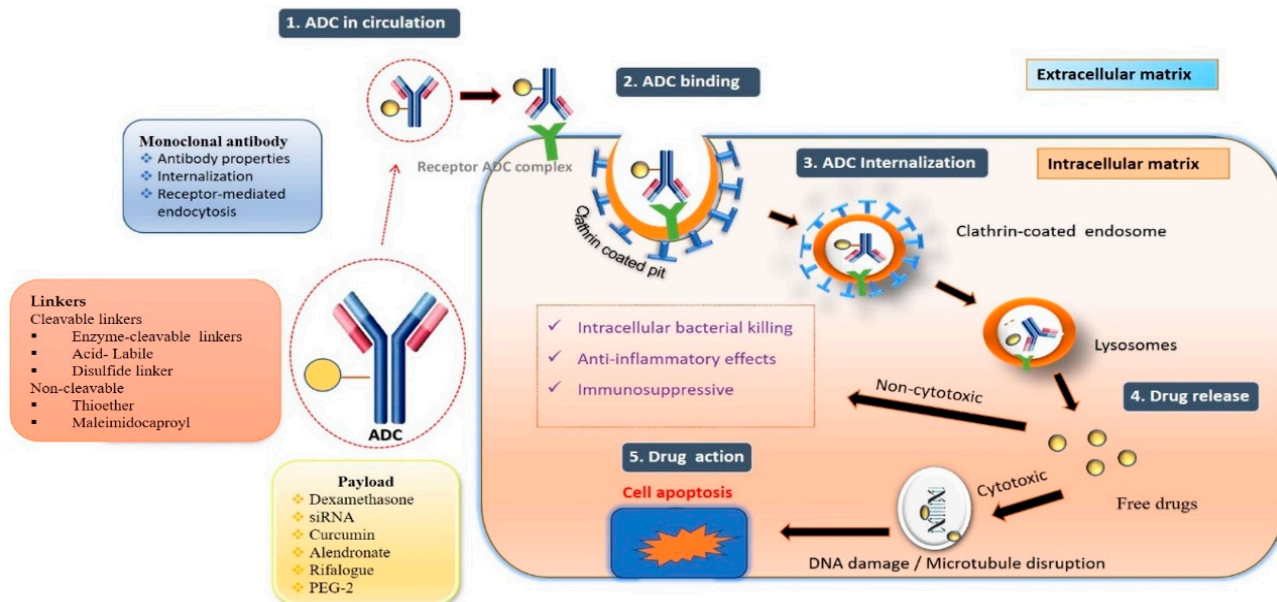 1. ADC in circulation
2. ADC binding
Extracellular matrix
Monoclonal antibody
Antibody properties
Internalization
Receptor-mediated
endocytosis
Receptor ADC complex
3. ADC Internalization
Intracellular matrix
Clathrin coated pit
Clathrin-coated endosome
Linkers
Cleavable linkers
Enzyme-cleavable linkers
Acid- Labile
Disulfide linker
Non-cleavable
Thioether
Maleimidocaproyl
ADC
Intracellular bacterial killing
Anti-inflammatory effects
Immunosuppressive
Lysosomes
Non-cytotoxic
4. Drug release
Payload
Dexamethasone
siRNA
Curcumin
Alendronate
Rifalogue
PEG-2
5. Drug action
Cell apoptosis
Cytotoxic
Free drugs
DNA damage / Microtubule disruption